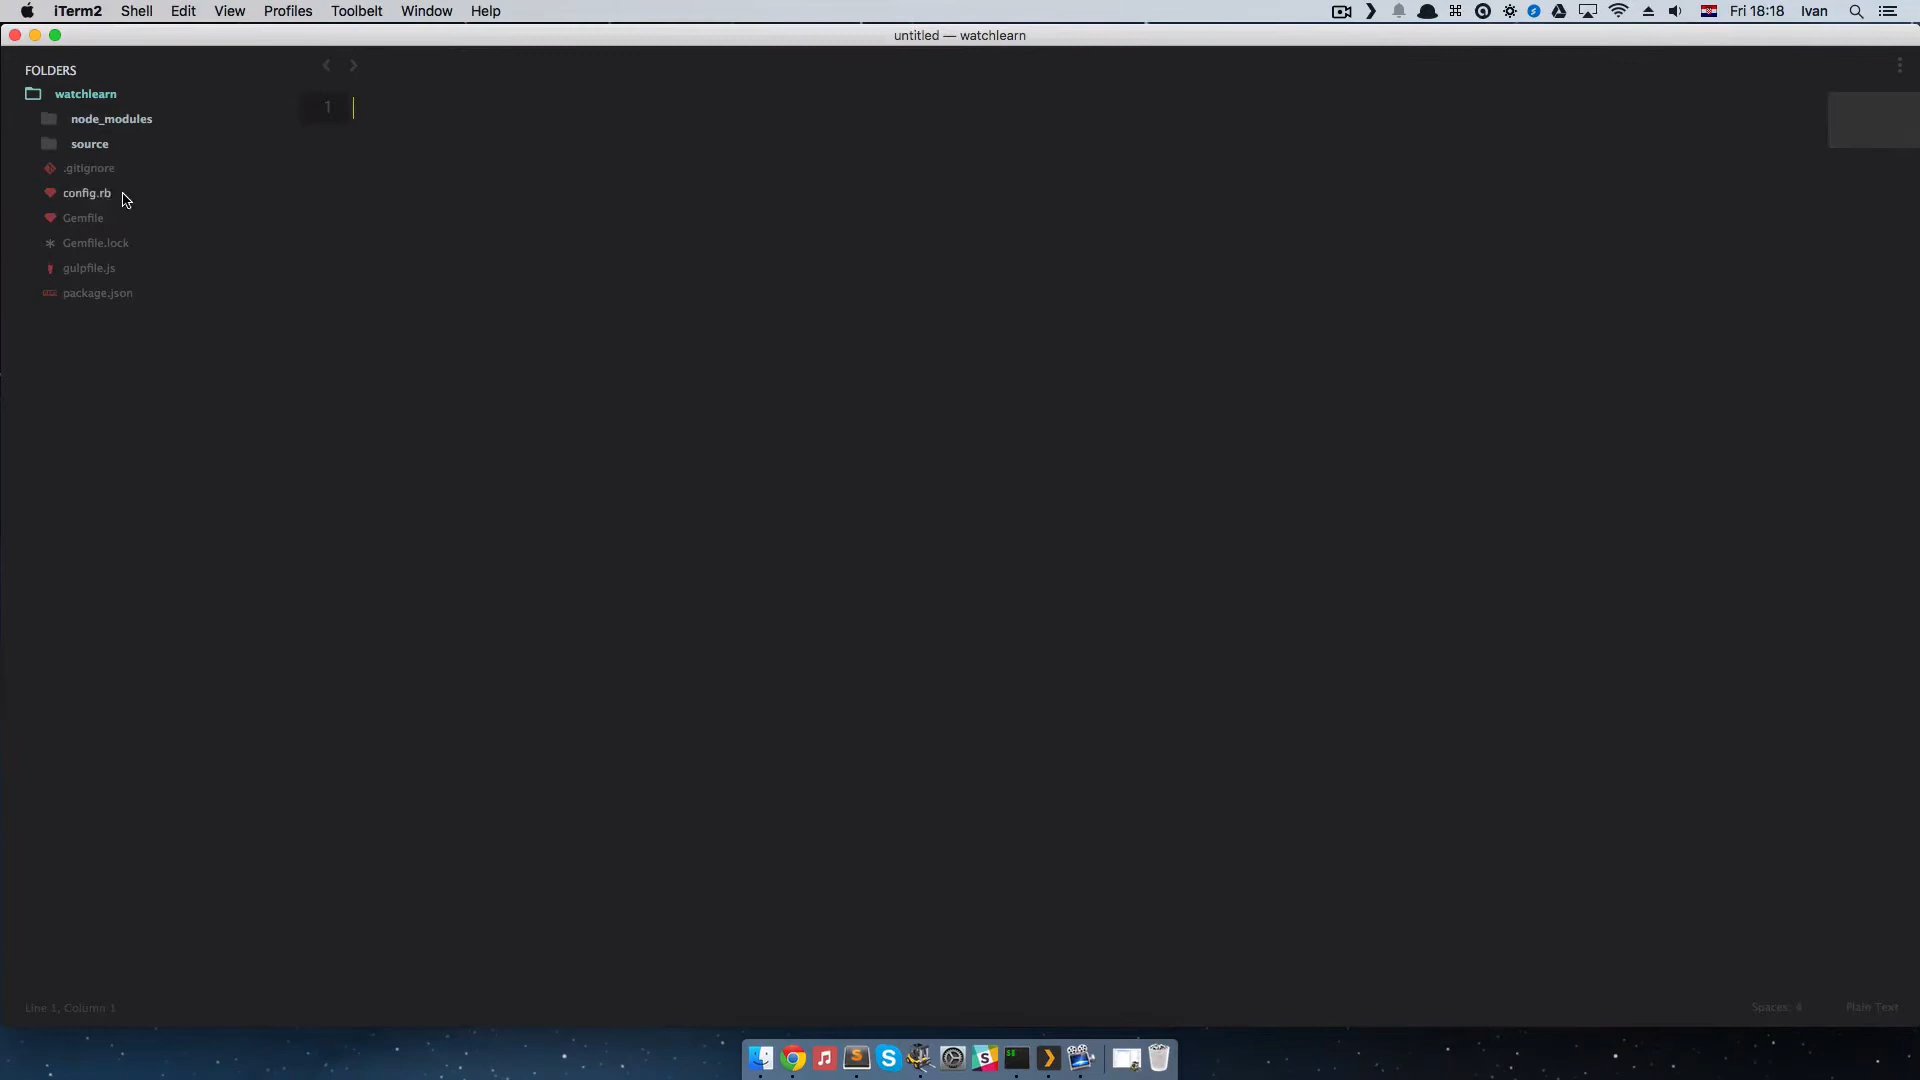 iTerm2 Shell Edit View Profiles Toolbelt Window Help Fri 18:18 Ivan
untitled — watchlearn
FOLDERS
watchlearn
1
node_modules
source
.gitignore
config.rb
Gemfile
Gemfile.lock
gulpfile.js
package.json
Line 1, Column 1 Spaces: 4 Plain Text